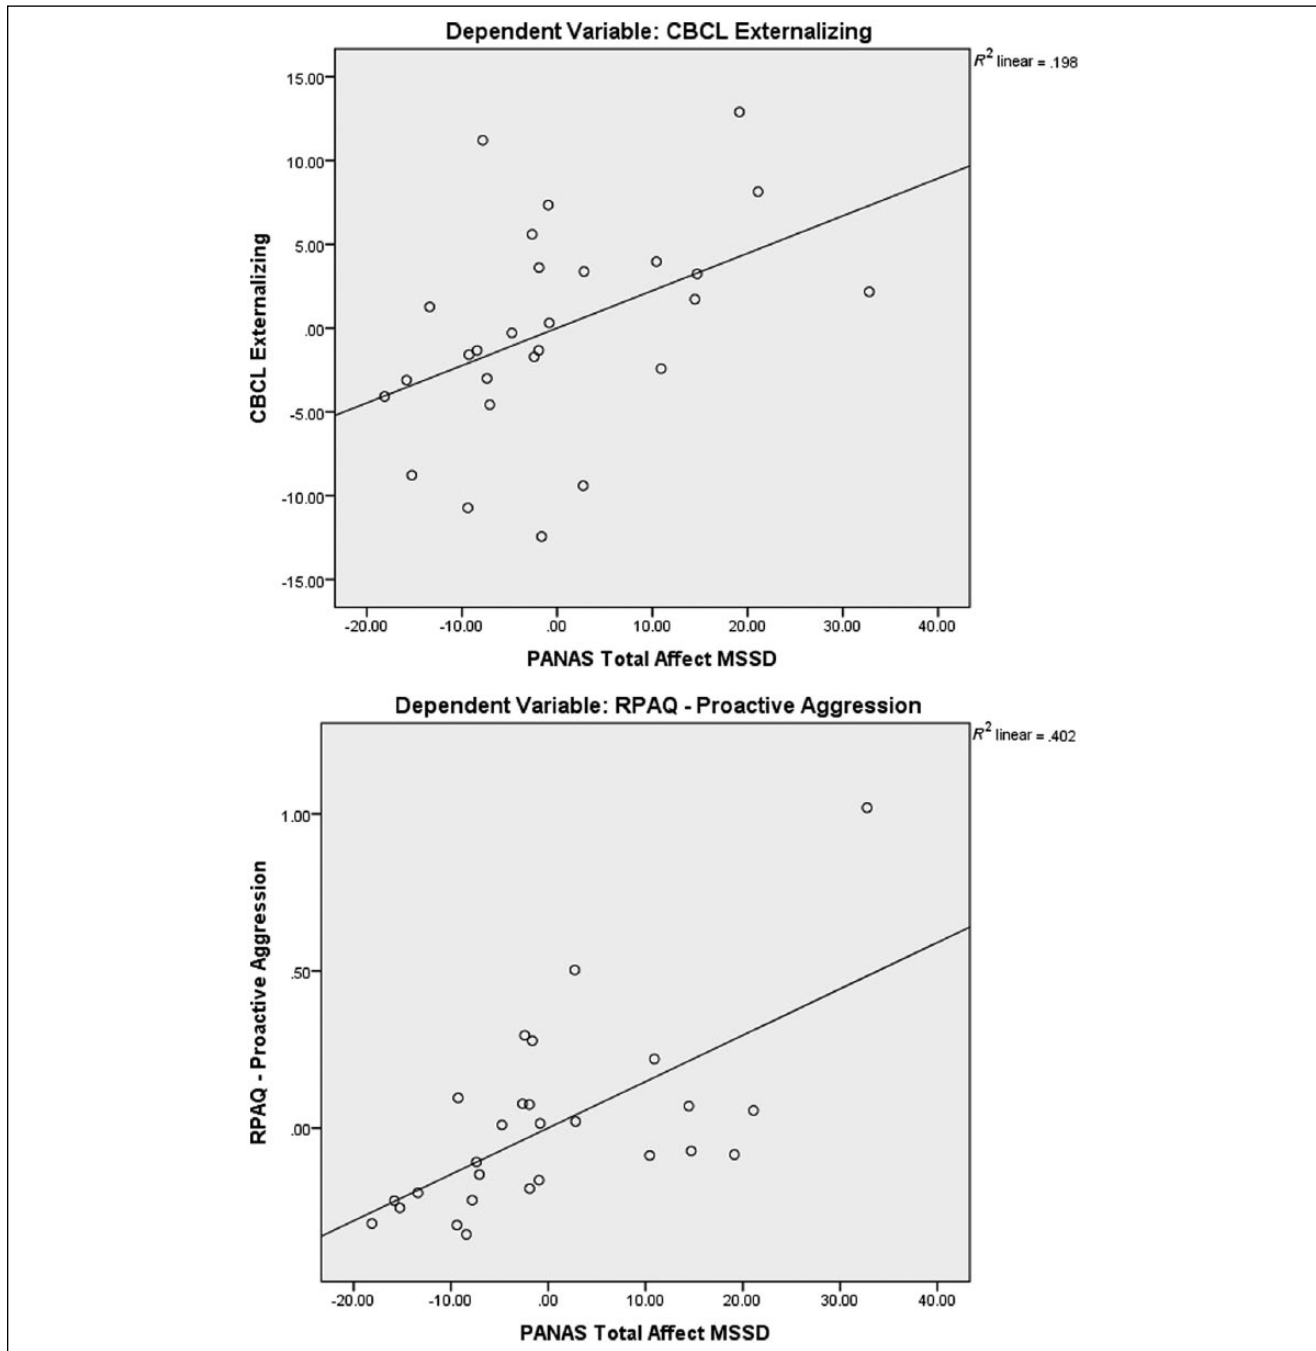 Dependent Variable: CBCL Externalizing
R² linear = .198
15.00
10.00
5.00
.00
-5.00
-10.00
-15.00
CBCL Externalizing
-20.00 -10.00 .00 10.00 20.00 30.00 40.00
PANAS Total Affect MSSD
Dependent Variable: RPAQ - Proactive Aggression
R² linear = .402
1.00
.50
.00
RPAQ - Proactive Aggression
-20.00 -10.00 .00 10.00 20.00 30.00 40.00
PANAS Total Affect MSSD